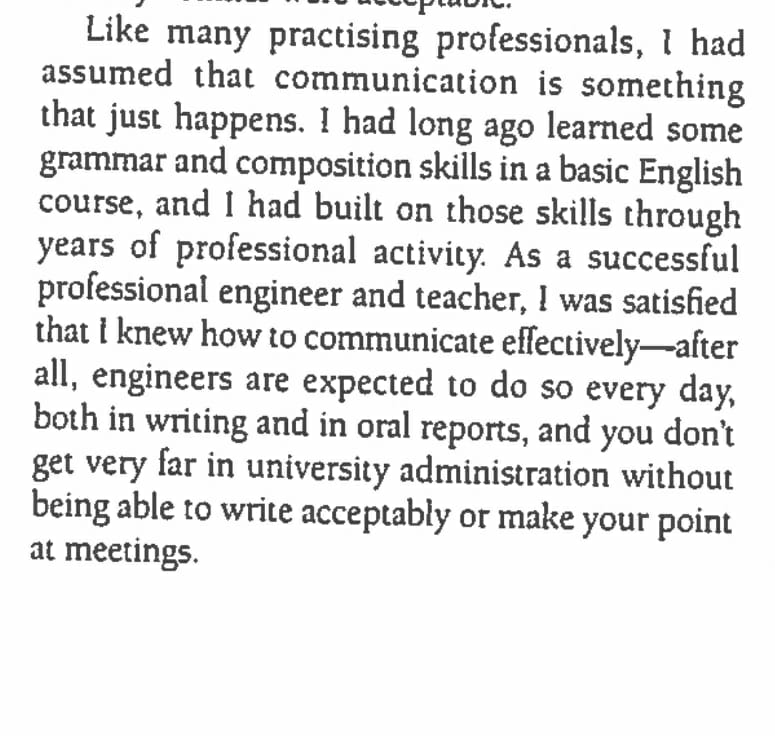 acceptable.
Like many practising professionals, I had
assumed that communication is something
that just happens. I had long ago learned some
grammar and composition skills in a basic English
course, and I had built on those skills through
years of professional activity. As a successful
professional engineer and teacher, I was satisfied
that I knew how to communicate effectively—after
all, engineers are expected to do so every day,
both in writing and in oral reports, and you don't
get very far in university administration without
being able to write acceptably or make your point
at meetings.